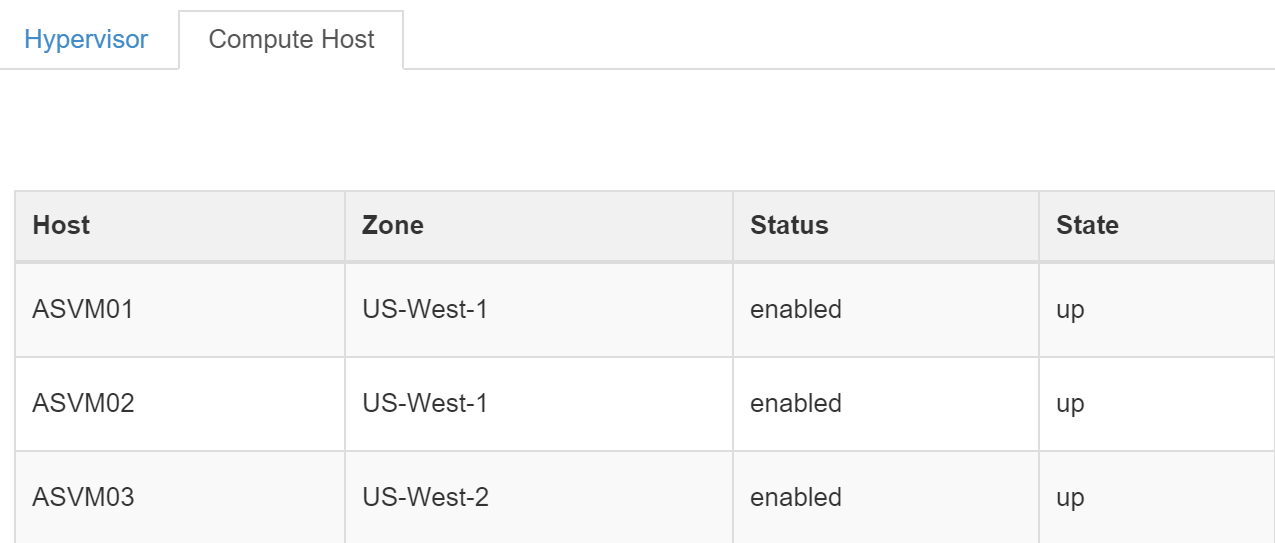 Hypervisor Compute Host
Host Zone Status State
ASVM01 US-West-1 enabled up
ASVM02 US-West-1 enabled up
ASVM03 US-West-2 enabled up